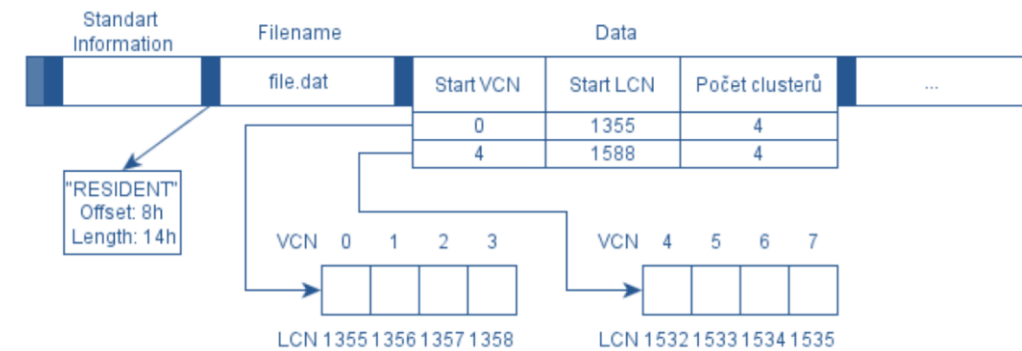 Standart
Information
Filename
Data
file.dat
Start VCN
Start LCN
Počet clusterů
...
0 1355 4
4 1588 4
"RESIDENT"
Offset: 8h
Length: 14h
VCN 0 1 2 3
VCN 4 5 6 7
LCN 1355 1356 1357 1358
LCN 1532 1533 1534 1535